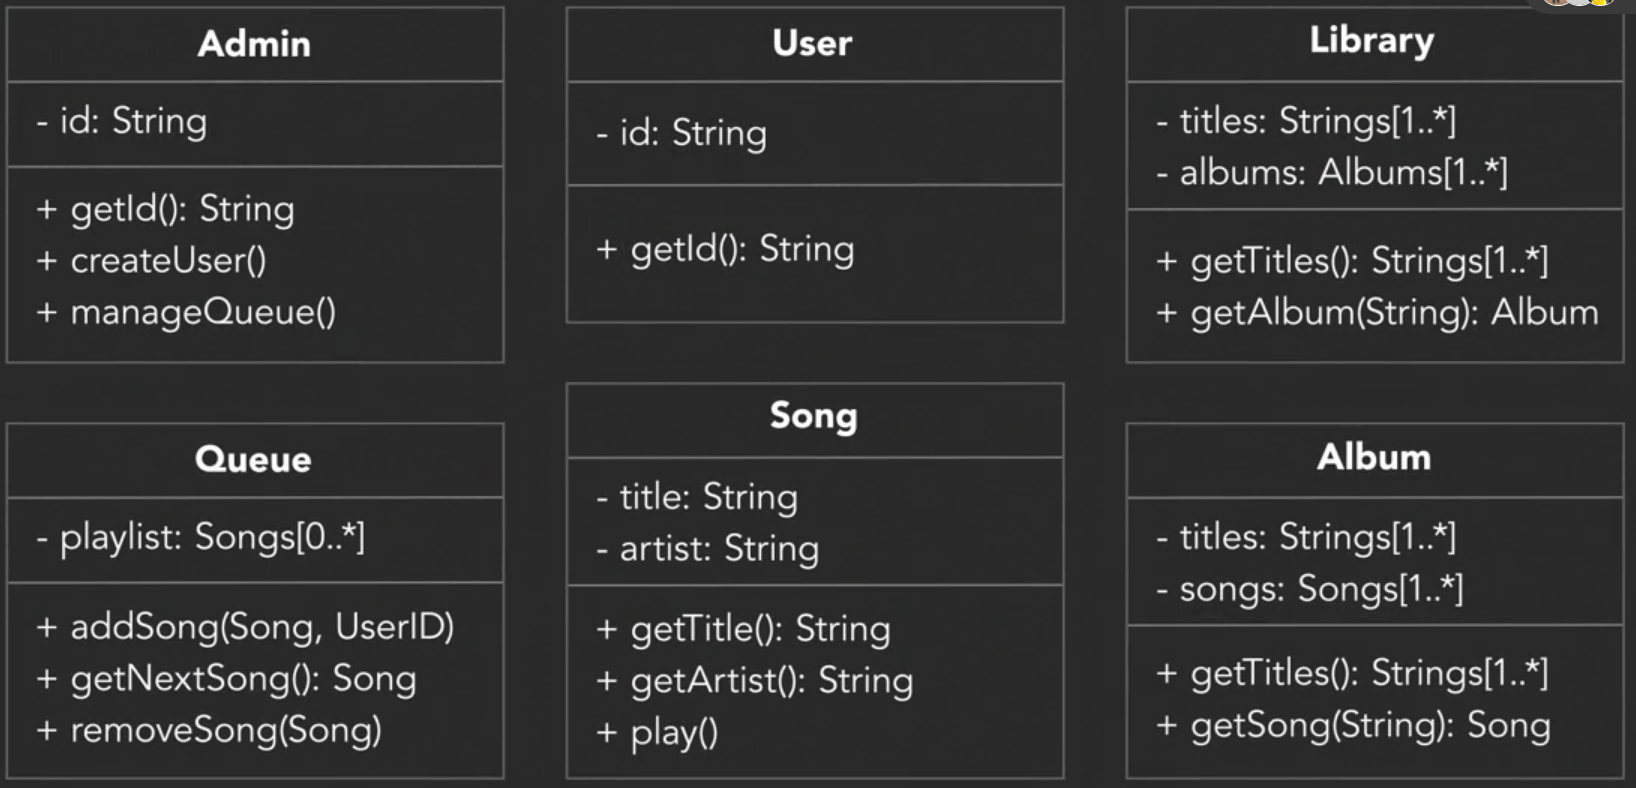 Admin
- id: String
+ getId(): String
+ createUser()
+ manageQueue()
User
- id: String
+ getId(): String
Library
- titles: Strings[1..*]
- albums: Albums[1..*]
+ getTitles(): Strings[1..*]
+ getAlbum(String): Album
Queue
- playlist: Songs[0..*]
+ addSong(Song, UserID)
+ getNextSong(): Song
+ removeSong(Song)
Song
- title: String
- artist: String
+ getTitle(): String
+ getArtist(): String
+ play()
Album
- titles: Strings[1..*]
- songs: Songs[1..*]
+ getTitles(): Strings[1..*]
+ getSong(String): Song